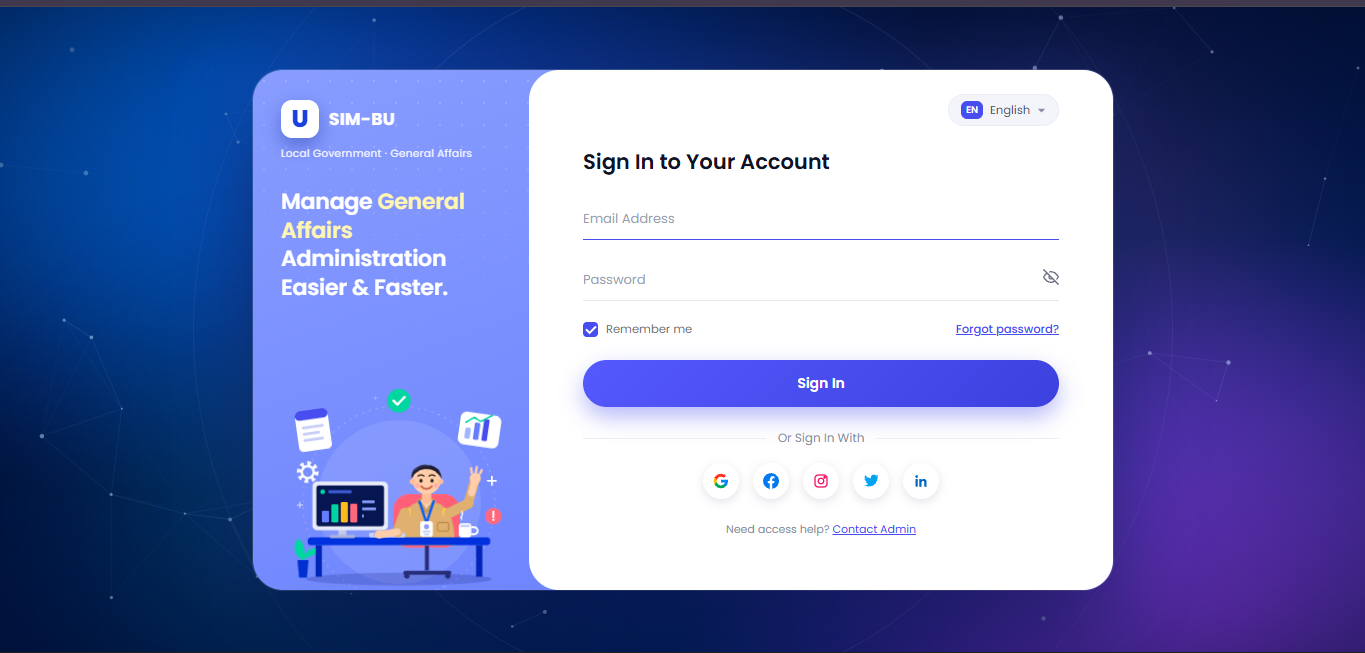 U SIM-BU
Local Government · General Affairs
Manage General
Affairs
Administration
Easier & Faster.
EN English
Sign In to Your Account
Email Address
Password
Remember me
Forgot password?
Sign In
Or Sign In With
Need access help? Contact Admin